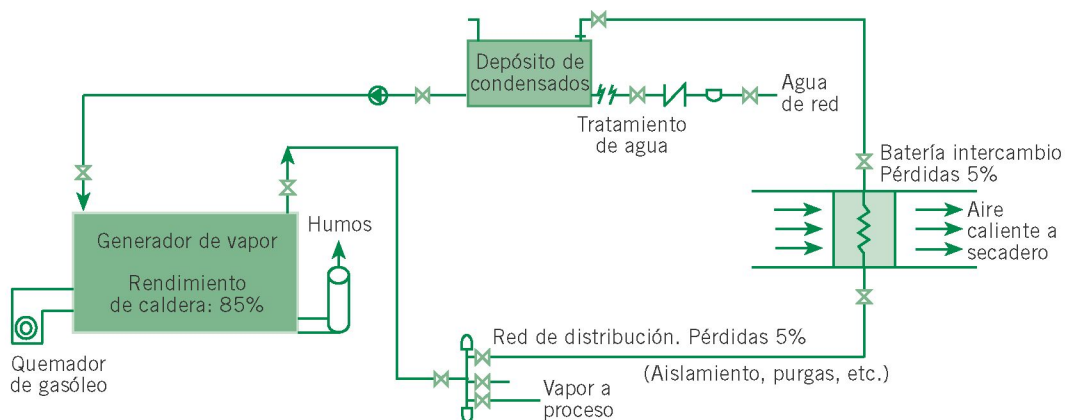 Depósito de
condensados
Agua
de red
Tratamiento
de agua
Batería intercambio
Pérdidas 5%
Generador de vapor
Rendimiento
de caldera: 85%
Humos
Aire
caliente a
secadero
Quemador
de gasóleo
Red de distribución. Pérdidas 5%
(Aislamiento, purgas, etc.)
Vapor a
proceso